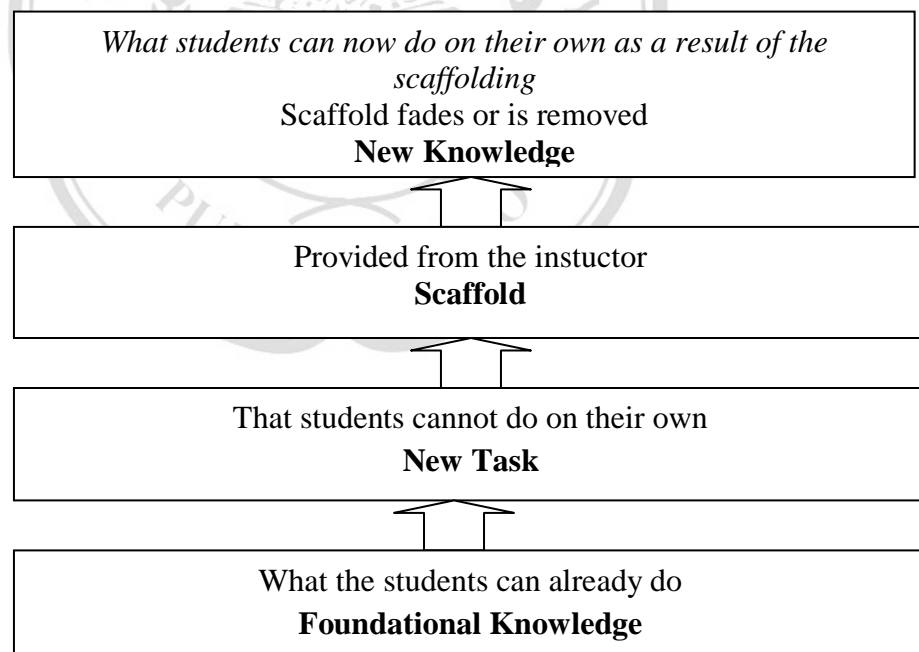 What students can now do on their own as a result of the
scaffolding
Scaffold fades or is removed
New Knowledge
Provided from the instuctor
Scaffold
That students cannot do on their own
New Task
What the students can already do
Foundational Knowledge